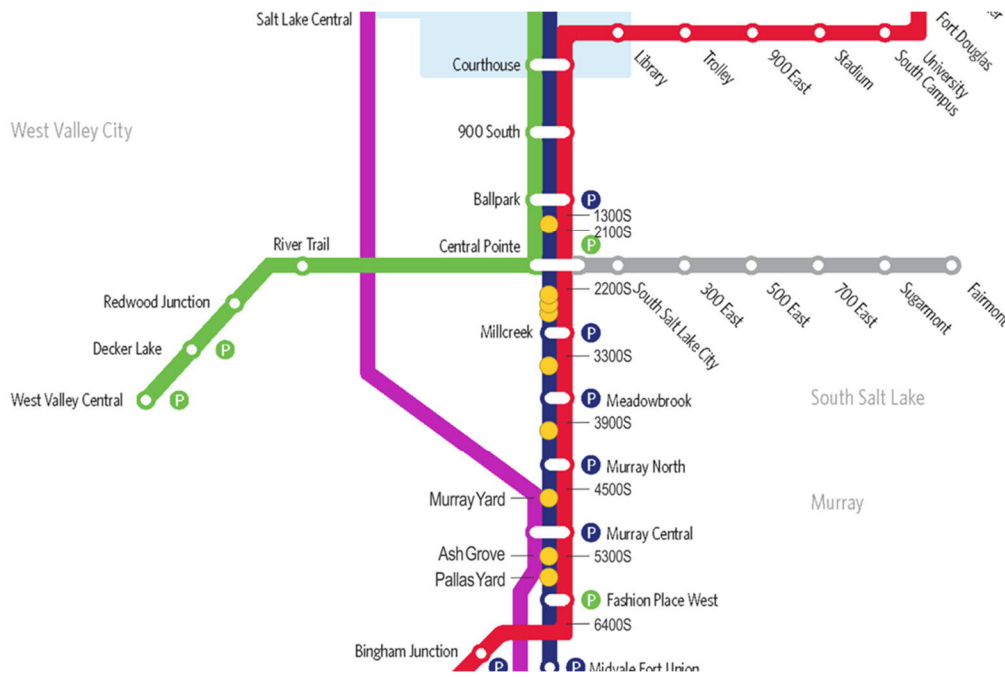 Salt Lake Central
Fort Douglas
University
South Campus
Stadium
900 East
Trolley
Library
Courthouse
West Valley City
900 South
Ballpark
P
1300S
2100S
P
Central Pointe
River Trail
2200S
South Salt Lake City
300 East
500 East
700 East
Sugarmont
Fairmont
Redwood Junction
Millcreek
P
Decker Lake
P
3300S
West Valley Central
P
P
Meadowbrook
South Salt Lake
3900S
P
Murray North
4500S
Murray Yard
Murray
P
Murray Central
Ash Grove
5300S
Pallas Yard
P
Fashion Place West
6400S
Bingham Junction
P
P
Midvale Fort Union